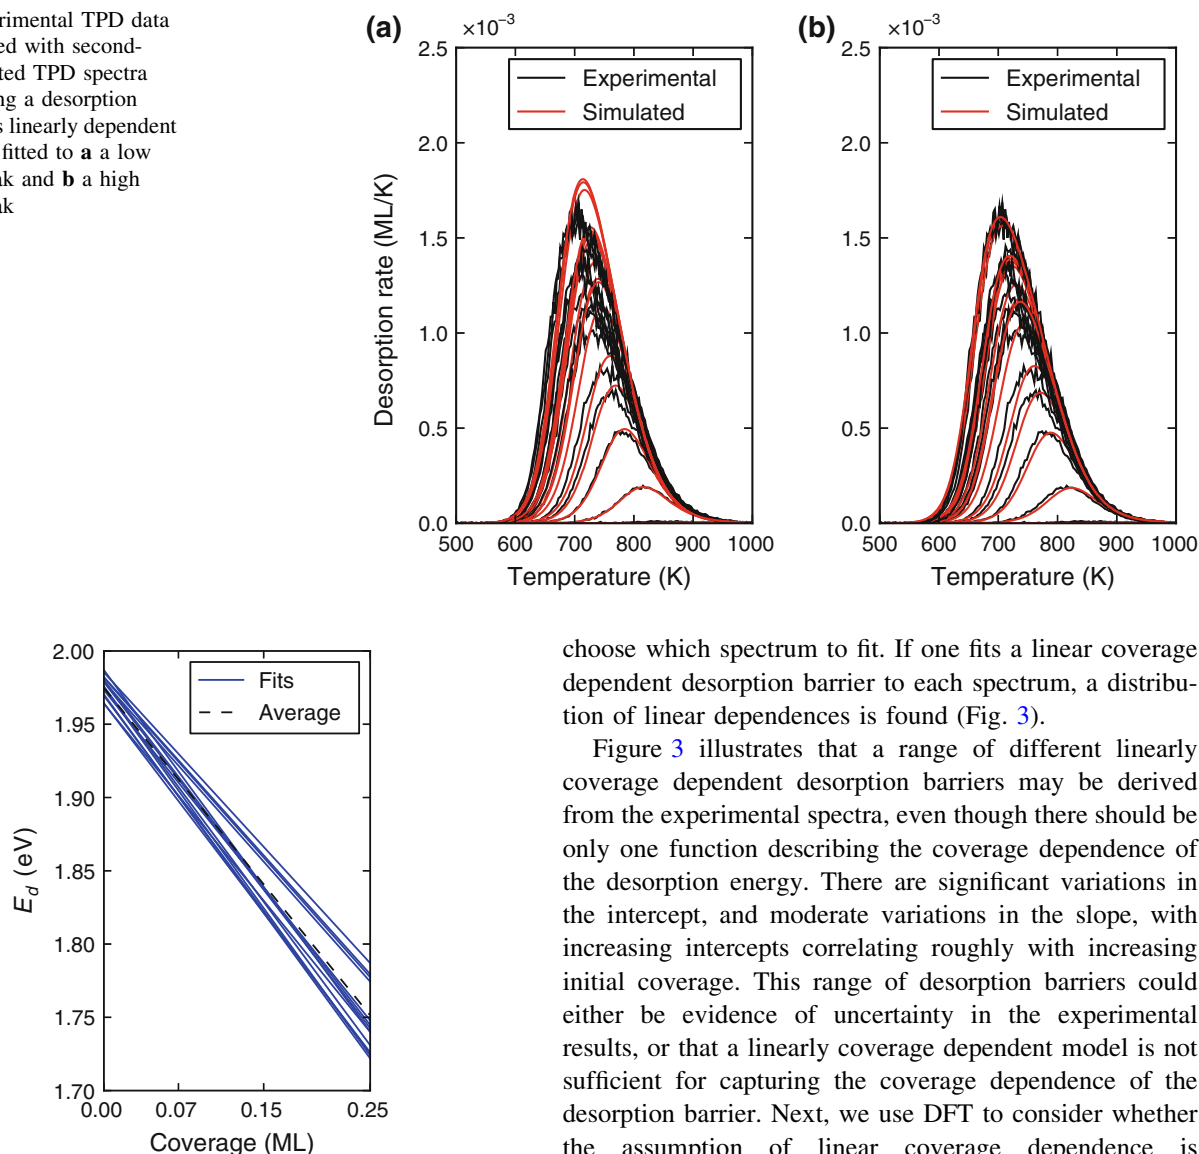 rimental TPD data
ed with second-
ted TPD spectra
ng a desorption
s linearly dependent
fitted to a a low
ak and b a high
ak
(a)
×10−3
2.5
2.0
1.5
1.0
0.5
0.0
500 600 700 800 900 1000
Desorption rate (ML/K)
Temperature (K)
Experimental
Simulated
(b)
×10−3
2.5
2.0
1.5
1.0
0.5
0.0
500 600 700 800 900 1000
Temperature (K)
Experimental
Simulated
2.00
1.95
1.90
1.85
1.80
1.75
1.70
0.00 0.07 0.15 0.25
Ed (eV)
Coverage (ML)
Fits
Average
choose which spectrum to fit. If one fits a linear coverage
dependent desorption barrier to each spectrum, a distribu-
tion of linear dependences is found (Fig. 3).
Figure 3 illustrates that a range of different linearly
coverage dependent desorption barriers may be derived
from the experimental spectra, even though there should be
only one function describing the coverage dependence of
the desorption energy. There are significant variations in
the intercept, and moderate variations in the slope, with
increasing intercepts correlating roughly with increasing
initial coverage. This range of desorption barriers could
either be evidence of uncertainty in the experimental
results, or that a linearly coverage dependent model is not
sufficient for capturing the coverage dependence of the
desorption barrier. Next, we use DFT to consider whether
the assumption of linear coverage dependence is